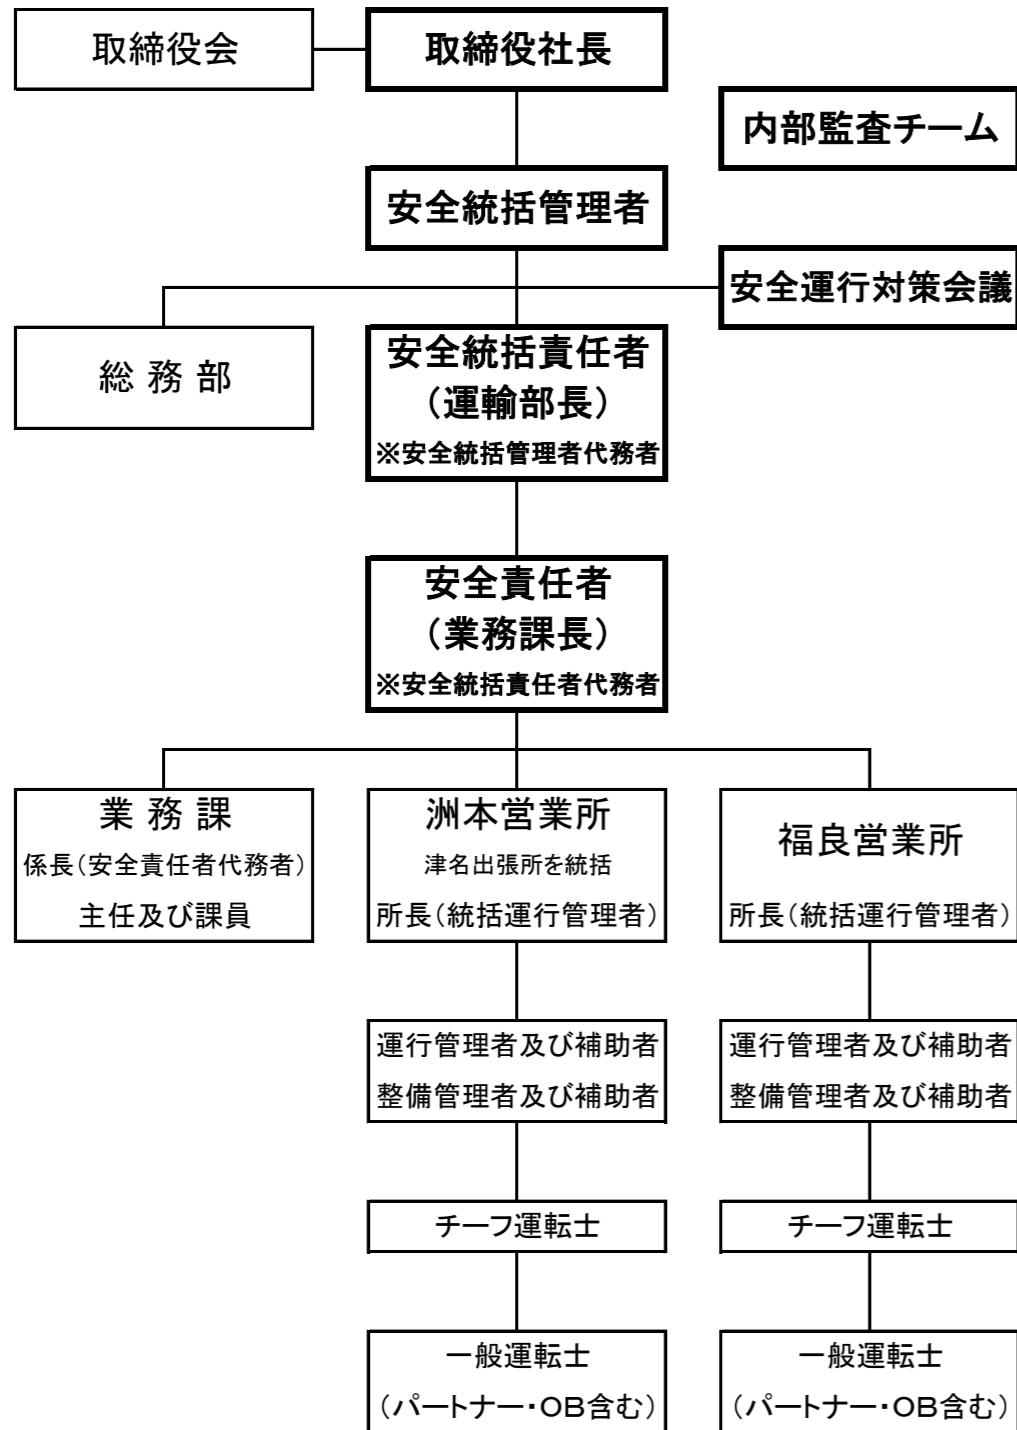 取締役会
取締役社長
内部監査チーム
安全統括管理者
安全運行対策会議
総 務 部
安全統括責任者
（運輸部長）
※安全統括管理者代務者
安全責任者
（業務課長）
※安全統括責任者代務者
業 務 課
係長（安全責任者代務者）
主任及び課員
洲本営業所
津名出張所を統括
所長（統括運行管理者）
福良営業所
所長（統括運行管理者）
運行管理者及び補助者
整備管理者及び補助者
運行管理者及び補助者
整備管理者及び補助者
チーフ運転士
チーフ運転士
一般運転士
（パートナー・ＯＢ含む）
一般運転士
（パートナー・ＯＢ含む）